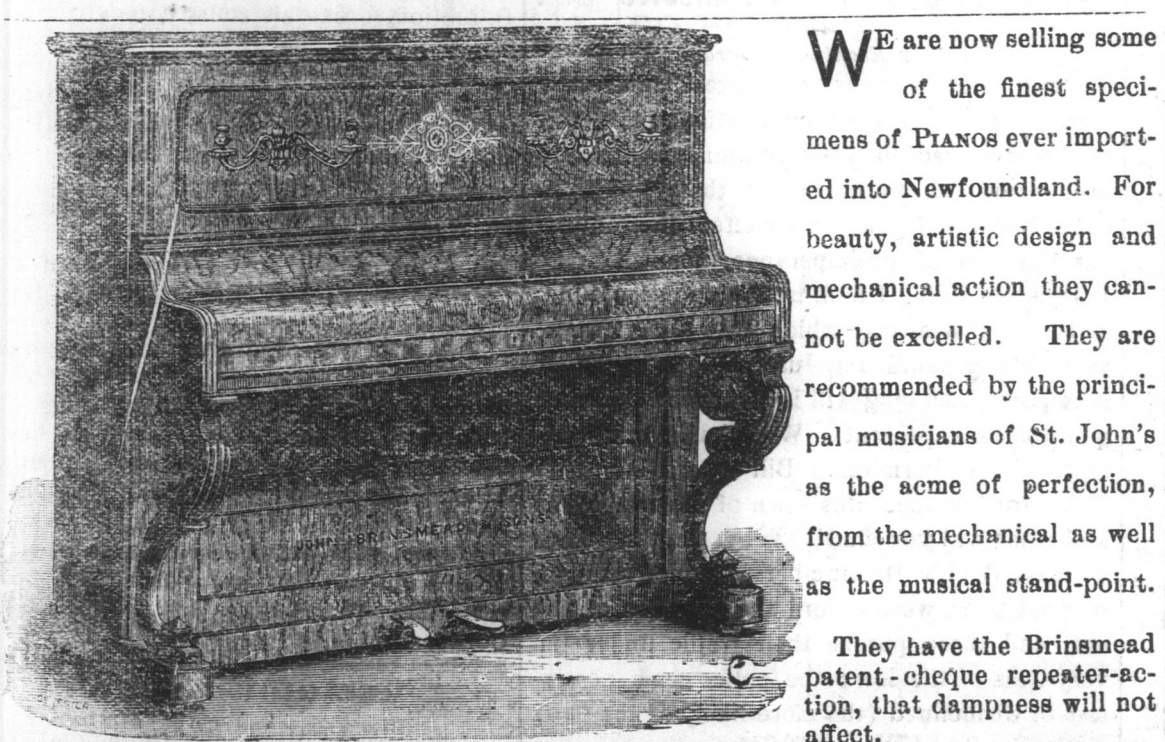 WE are now selling some
of the finest speci-
mens of PIANOS ever import-
ed into Newfoundland. For
beauty, artistic design and
mechanical action they can-
not be excelled. They are
recommended by the princi-
pal musicians of St. John's
as the acme of perfection,
from the mechanical as well
as the musical stand-point.
They have the Brinsmead
patent-cheque repeater-ac-
tion, that dampness will not
affect.
JOHN BRINSMEAD & SONS